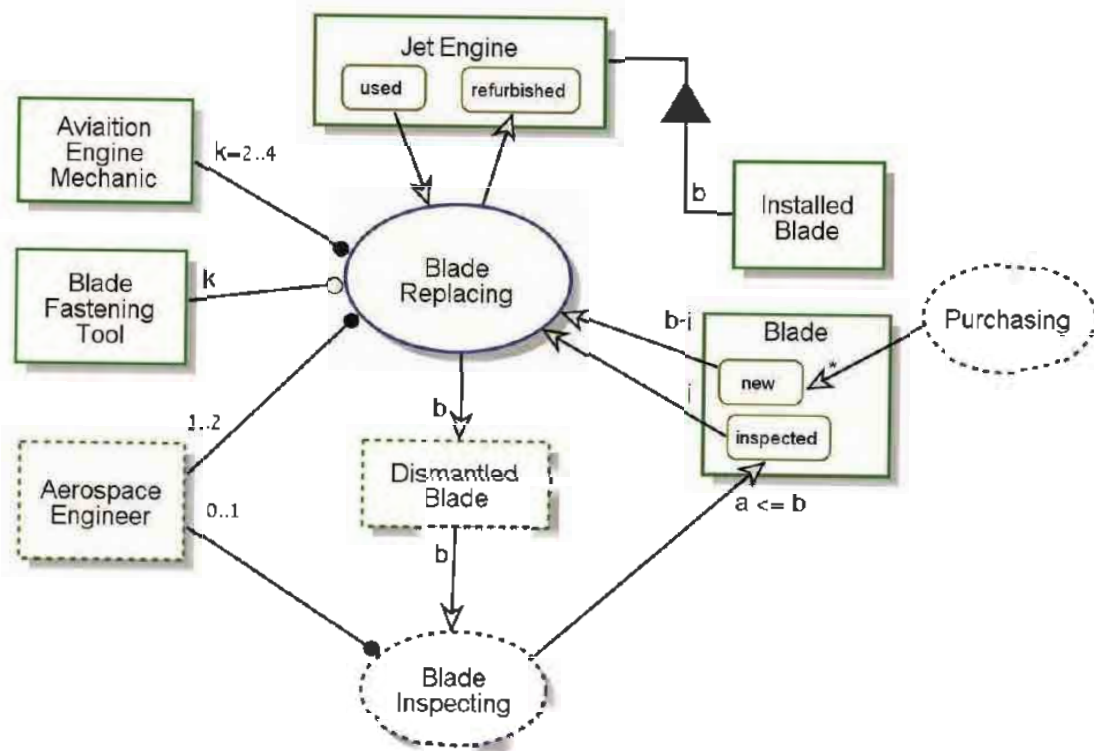 Jet Engine
used
refurbished
Aviaition
Engine
Mechanic
k=2..4
b
Installed
Blade
Blade
Fastening
Tool
k
Blade
Replacing
b-i
Blade
Purchasing
new
*
i
inspected
1..2
b
Dismantled
Blade
a <= b
Aerospace
Engineer
0..1
b
Blade
Inspecting